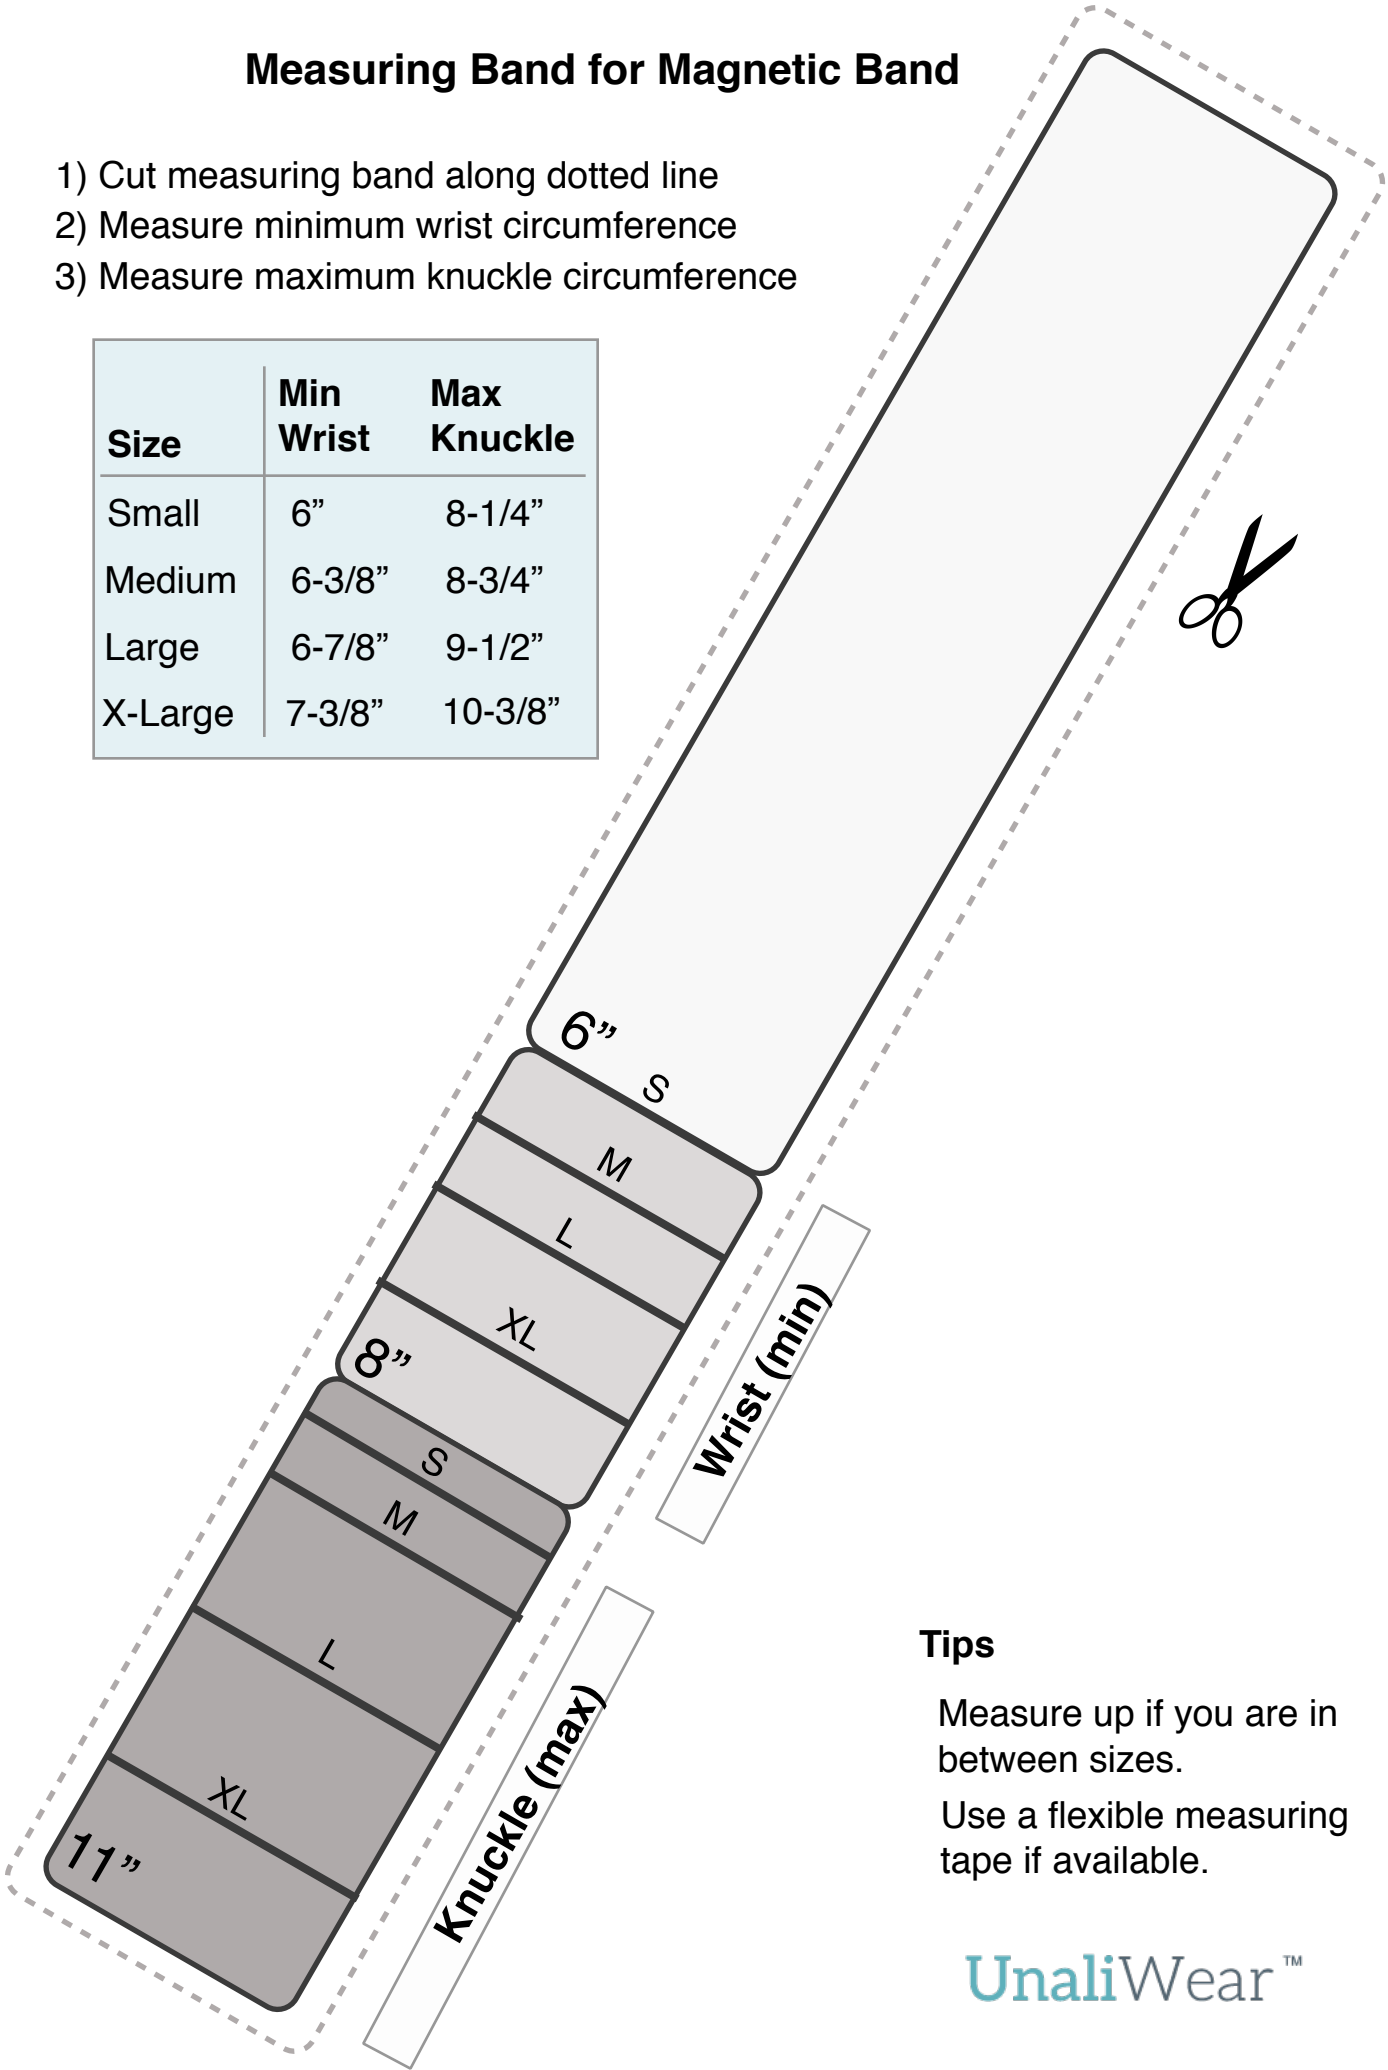 Measuring Band for Magnetic Band
1) Cut measuring band along dotted line
2) Measure minimum wrist circumference
3) Measure maximum knuckle circumference
Size Min Wrist Max Knuckle
Small 6” 8-1/4”
Medium 6-3/8” 8-3/4”
Large 6-7/8” 9-1/2”
X-Large 7-3/8” 10-3/8”
6”
S
M
L
XL
8”
Wrist (min)
S
M
L
XL
11”
Knuckle (max)
Tips
Measure up if you are in
between sizes.
Use a flexible measuring
tape if available.
UnaliWear™